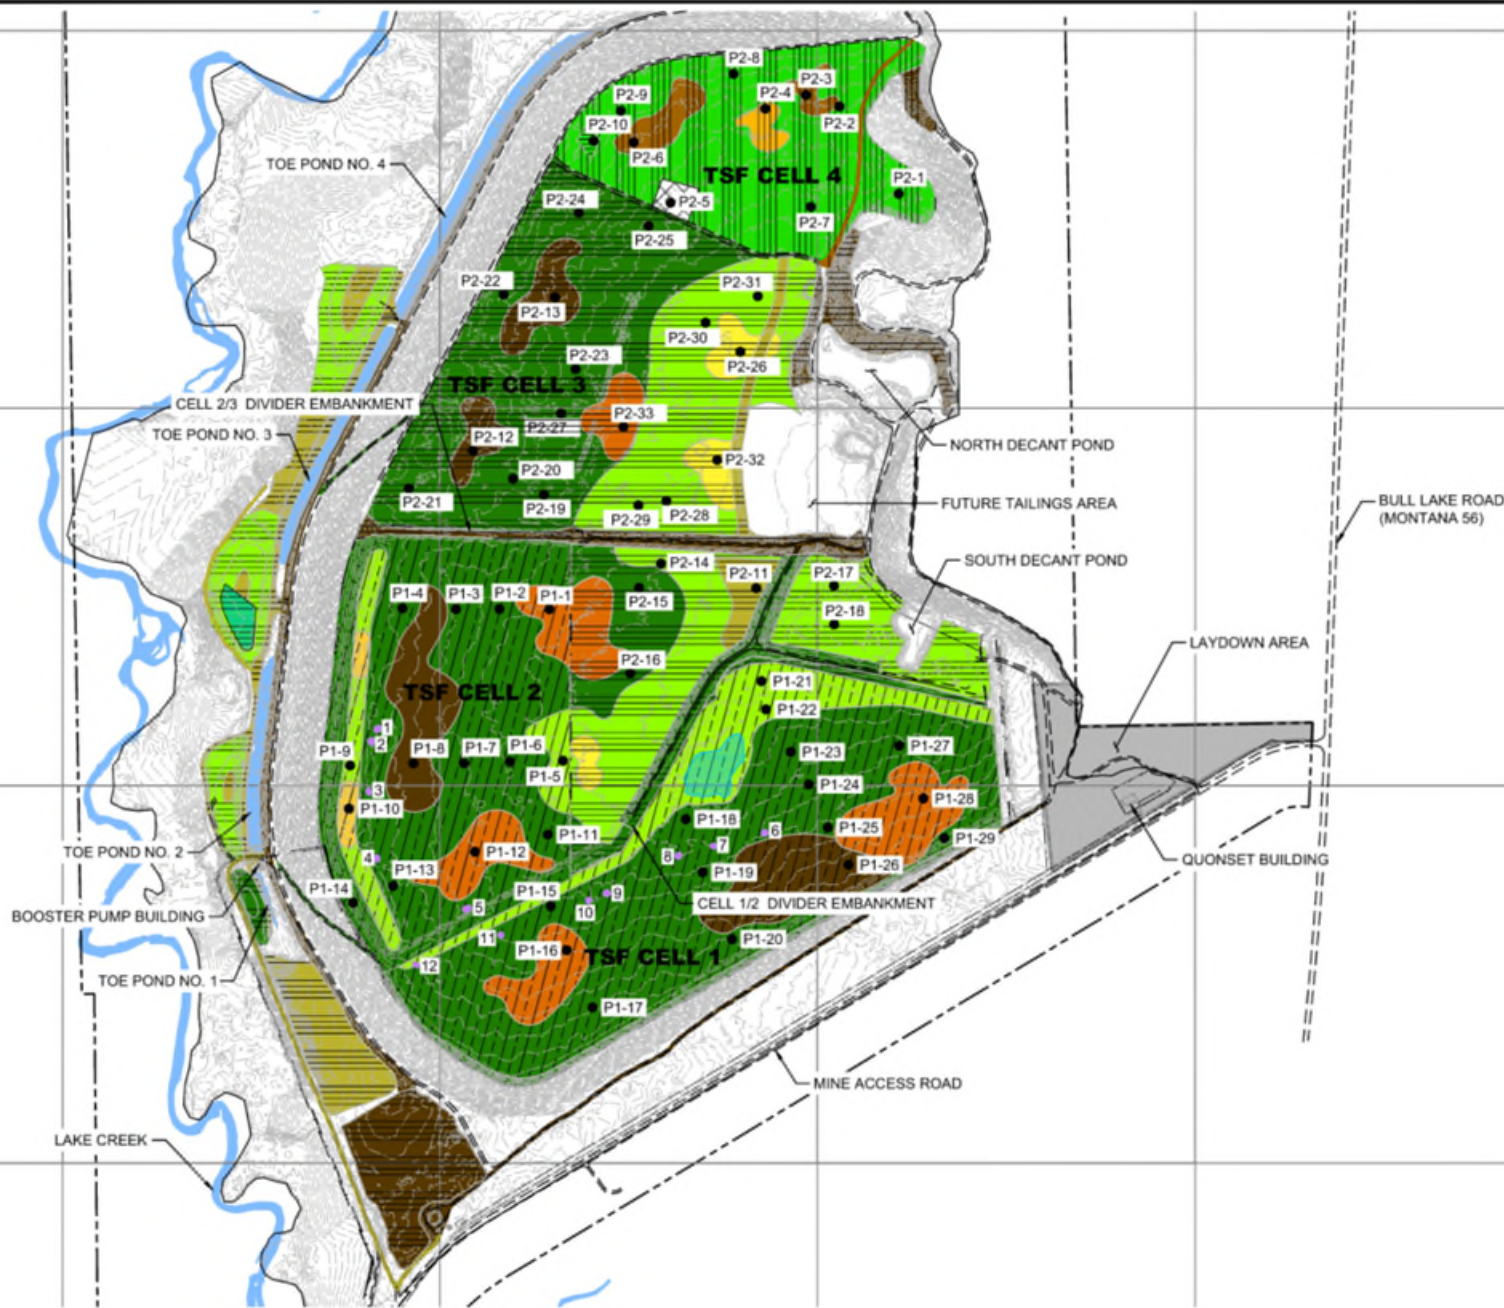 P2-8
P2-3
P2-9
P2-4
P2-10
P2-2
TOE POND NO. 4
P2-6
TSF CELL 4
P2-1
P2-24
P2-5
P2-7
P2-25
P2-22
P2-31
P2-13
P2-30
P2-23
P2-26
TSF CELL 3
CELL 2/3 DIVIDER EMBANKMENT
P2-33
P2-27
TOE POND NO. 3
P2-12
NORTH DECANT POND
P2-32
P2-20
P2-21
BULL LAKE ROAD
(MONTANA 56)
FUTURE TAILINGS AREA
P2-19
P2-29
P2-28
SOUTH DECANT POND
P2-14
P2-11
P2-17
P1-4
P1-3
P1-2
P1-1
P2-15
P2-18
LAYDOWN AREA
P2-16
P1-21
TSF CELL 2
P1-22
1
2
P1-9
P1-8
P1-7
P1-6
P1-23
P1-27
P1-5
P1-24
3
P1-10
P1-28
P1-18
P1-11
6
P1-25
P1-29
TOE POND NO. 2
P1-12
7
4
8
QUONSET BUILDING
P1-13
P1-19
P1-26
P1-14
P1-15
9
CELL 1/2 DIVIDER EMBANKMENT
5
10
BOOSTER PUMP BUILDING
11
P1-16
P1-20
TSF CELL 1
12
TOE POND NO. 1
P1-17
MINE ACCESS ROAD
LAKE CREEK